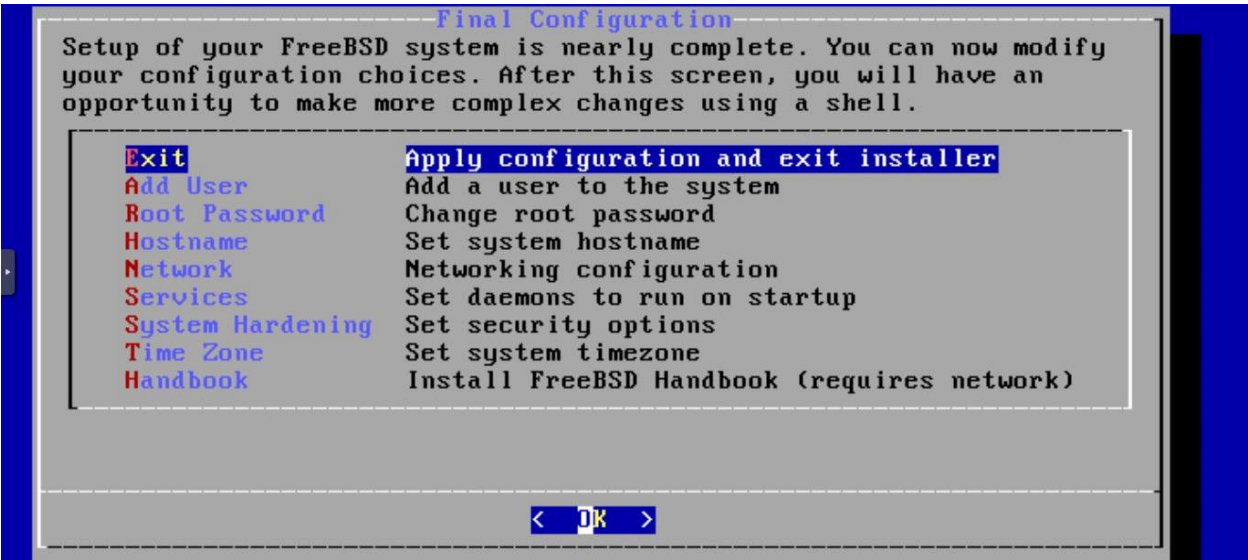 Final Configuration
Setup of your FreeBSD system is nearly complete. You can now modify
your configuration choices. After this screen, you will have an
opportunity to make more complex changes using a shell.
Exit Apply configuration and exit installer
Add User Add a user to the system
Root Password Change root password
Hostname Set system hostname
Network Networking configuration
Services Set daemons to run on startup
System Hardening Set security options
Time Zone Set system timezone
Handbook Install FreeBSD Handbook (requires network)
< OK >